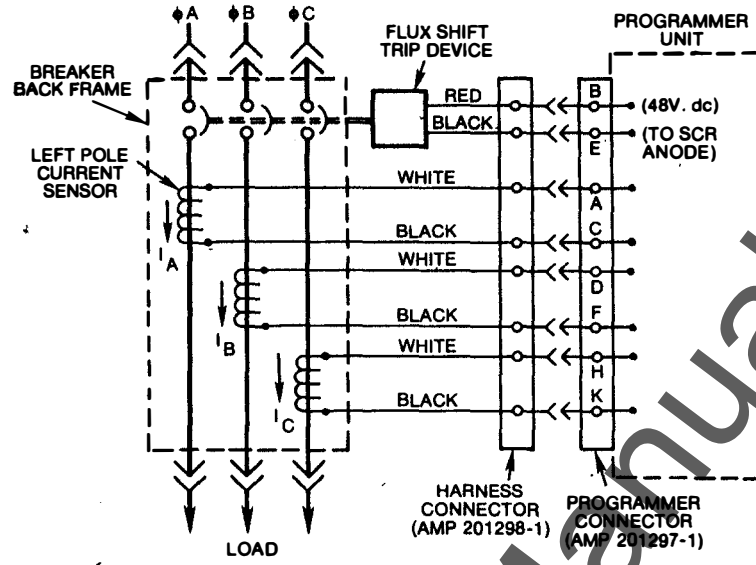 φA φB φC
PROGRAMMER
UNIT
FLUX SHIFT
TRIP DEVICE
BREAKER
BACK FRAME
RED
B
(48V. dc)
BLACK
E
(TO SCR
ANODE)
LEFT POLE
CURRENT
SENSOR
WHITE
A
I A
BLACK
C
WHITE
D
I B
BLACK
F
WHITE
H
I C
BLACK
K
HARNESS
CONNECTOR
(AMP 201298-1)
PROGRAMMER
CONNECTOR
(AMP 201297-1)
LOAD